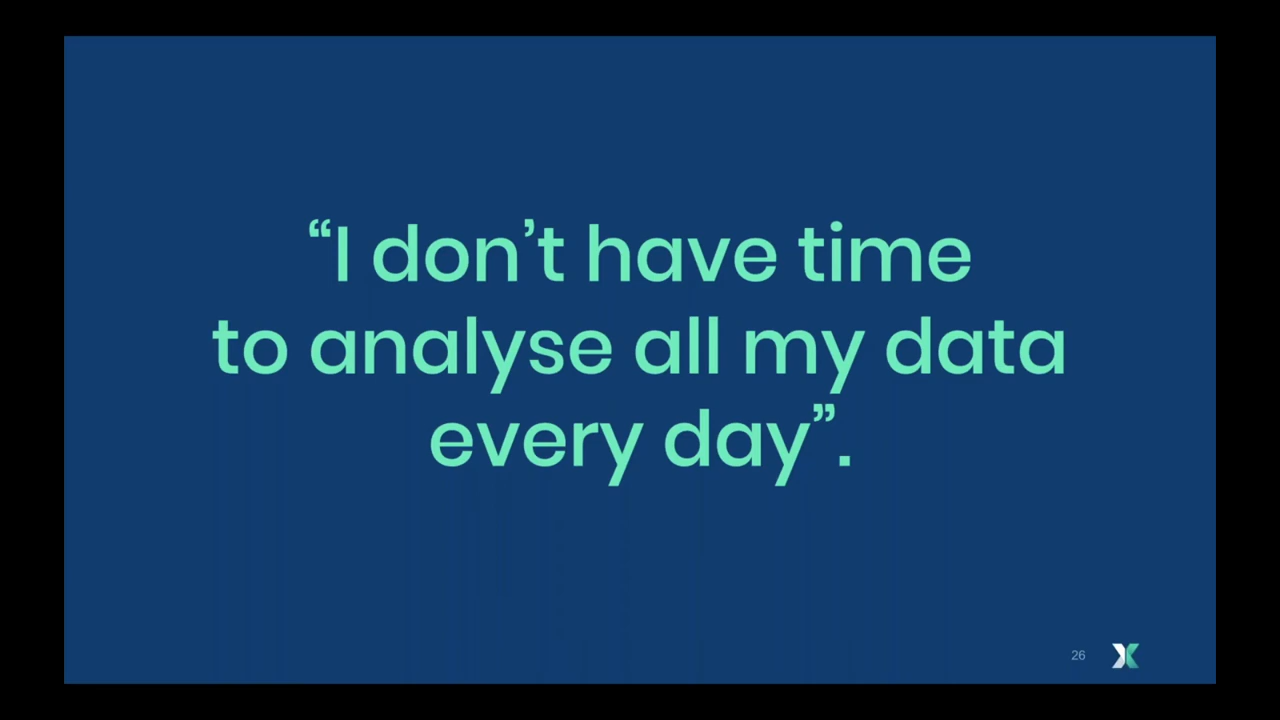 “I don’t have time
to analyse all my data
every day”.
26